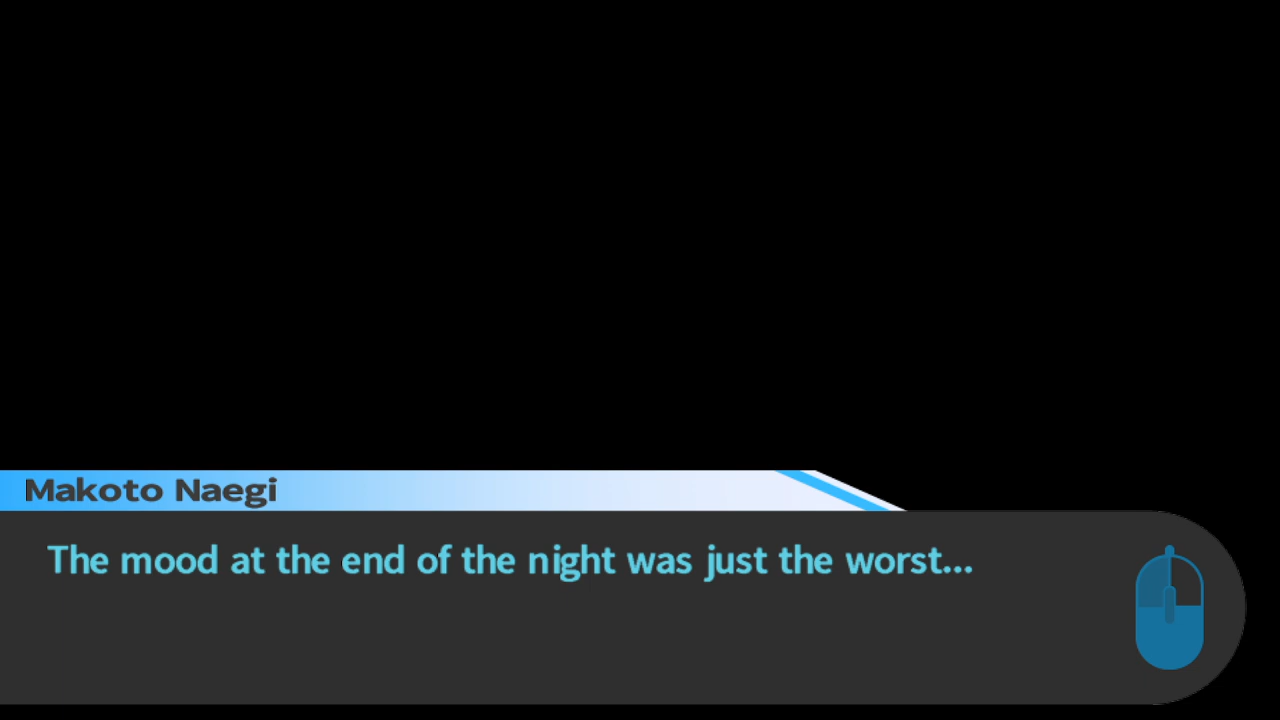 Makoto Naegi
The mood at the end of the night was just the worst...